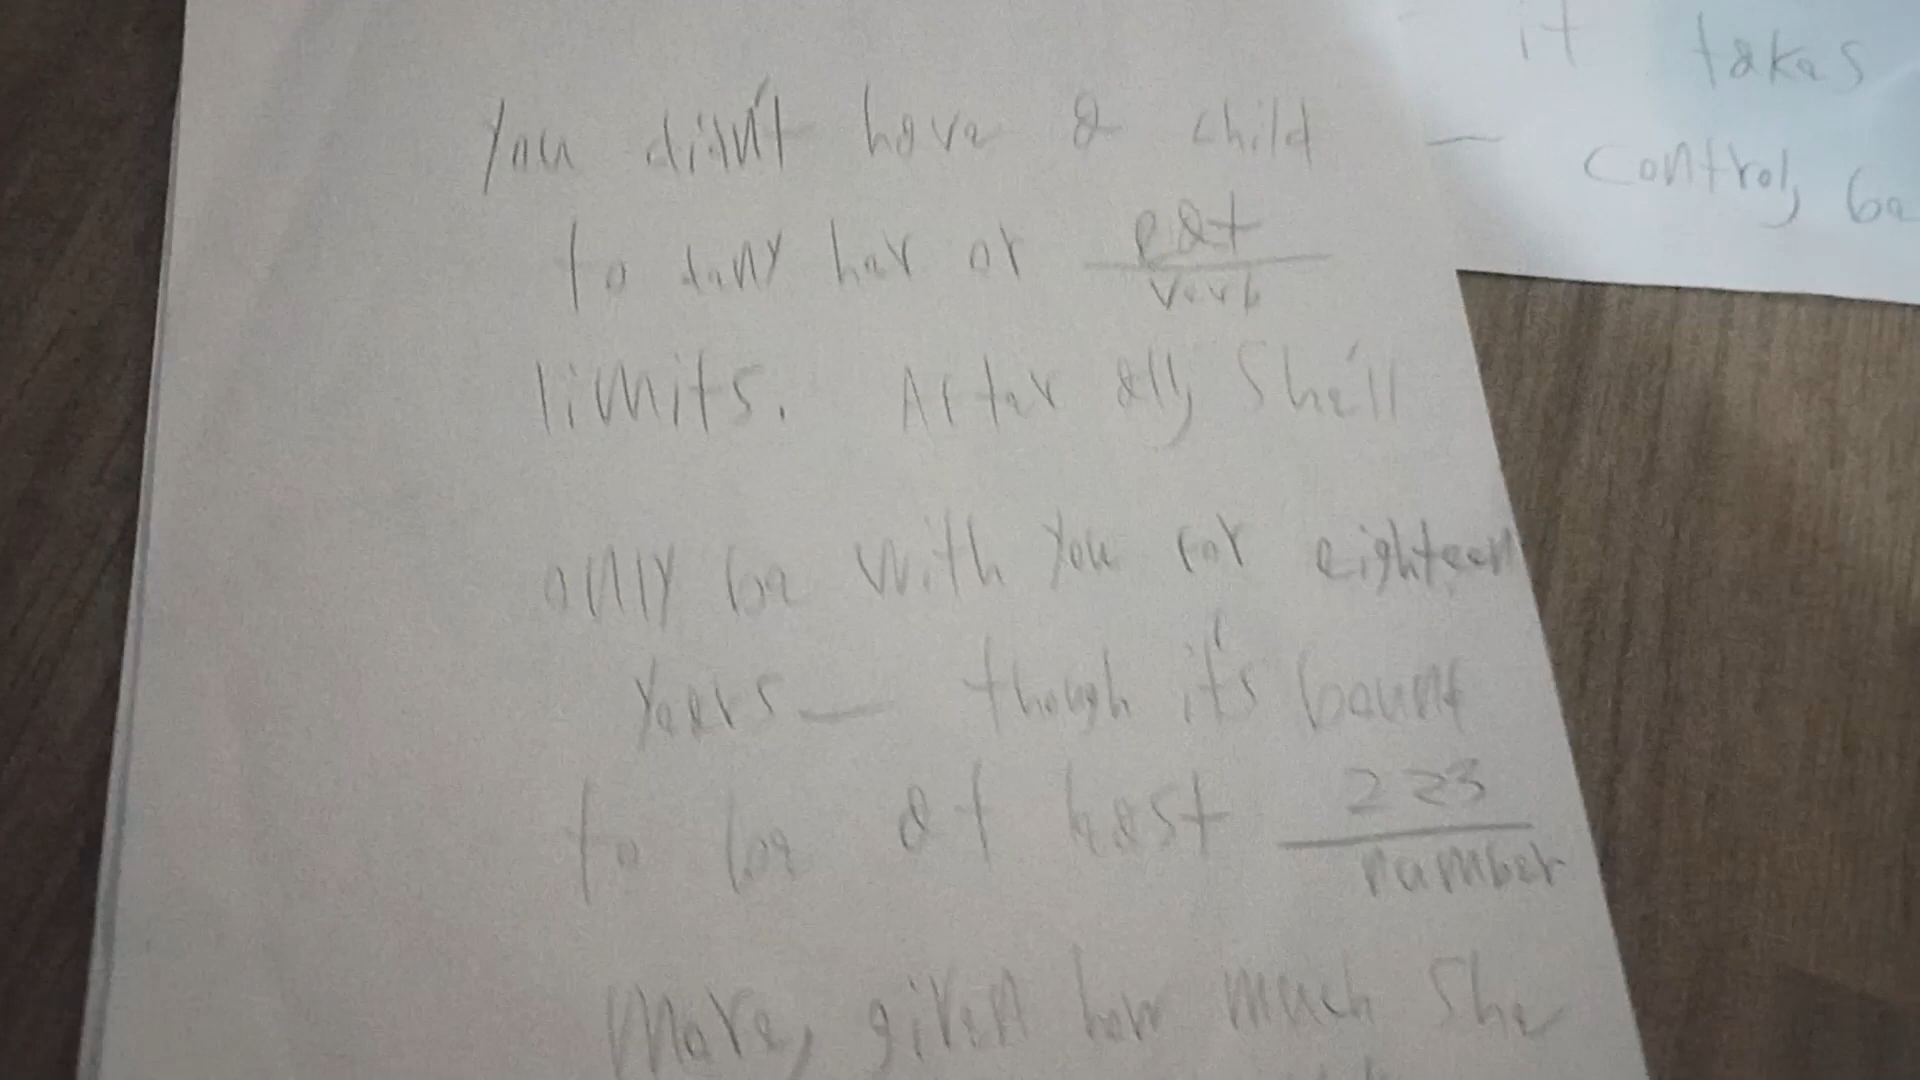 You didn't have a child
to deny her or eat
verb
limits. After all, she'll
only be with you for eighteen
years — though it's bound
to be at least 223
number
more, given how much she
— it takes
control, be